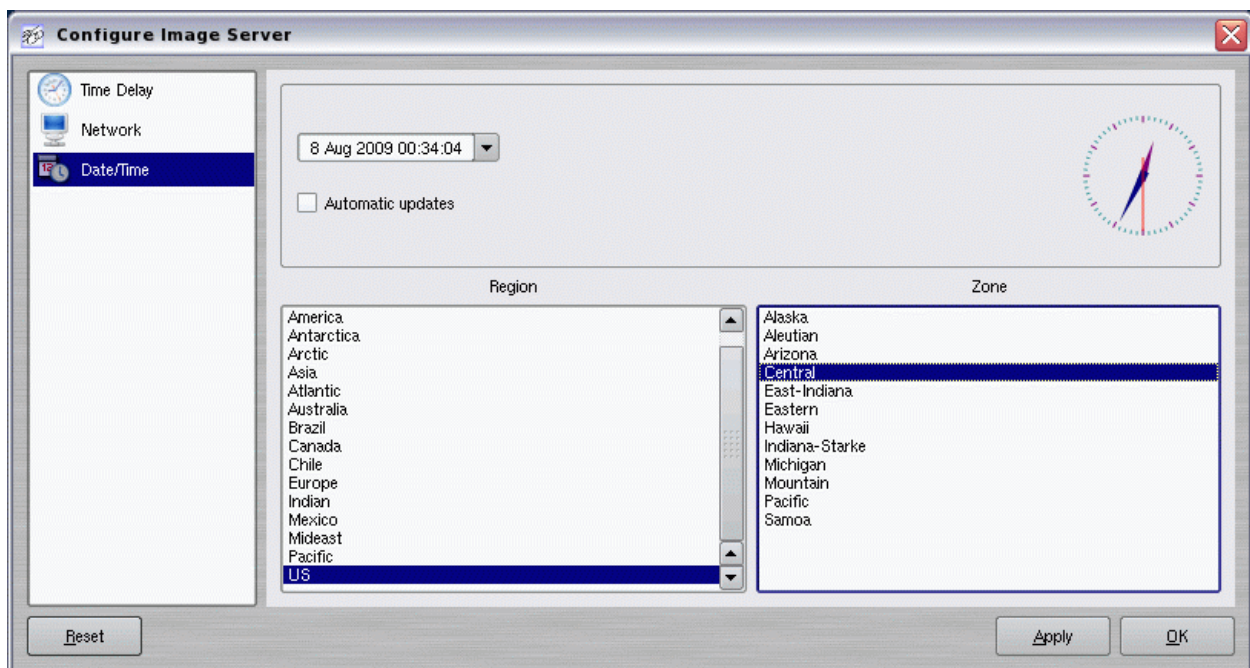 Configure Image Server
Time Delay
Network
Date/Time
8 Aug 2009 00:34:04
Automatic updates
Region
America
Antarctica
Arctic
Asia
Atlantic
Australia
Brazil
Canada
Chile
Europe
Indian
Mexico
Mideast
Pacific
US
Zone
Alaska
Aleutian
Arizona
Central
East-Indiana
Eastern
Hawaii
Indiana-Starke
Michigan
Mountain
Pacific
Samoa
Reset
Apply
OK